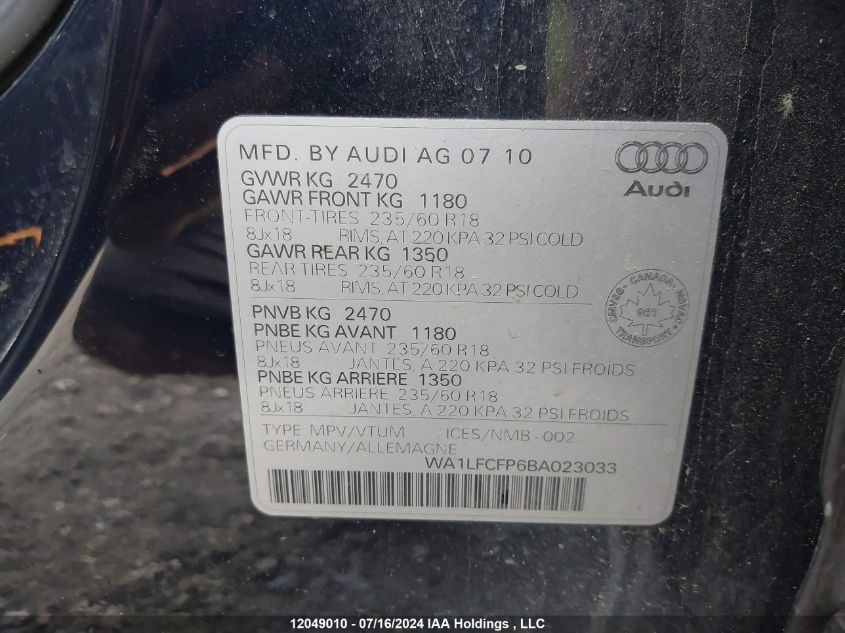 MFD. BY AUDI AG 07 10
Audi
GVWR KG 2470
GAWR FRONT KG 1180
FRONT-TIRES 235/60 R18
8Jx18 RIMS, AT 220 KPA 32 PSI COLD
GAWR REAR KG 1350
REAR TIRES 235/60 R18
8Jx18 RIMS, AT 220 KPA 32 PSI COLD
CANADA
CMVSS - NSVAC
961
TRANSPORT
PNVB KG 2470
PNBE KG AVANT 1180
PNEUS AVANT 235/60 R18
8Jx18 JANTES, A 220 KPA 32 PSI FROIDS
PNBE KG ARRIERE 1350
PNEUS ARRIERE 235/60 R18
8Jx18 JANTES, A 220 KPA 32 PSI FROIDS
TYPE MPV/VTUM ICES/NMB-002
GERMANY/ALLEMAGNE
WA1LFCFP6BA023033
12049010 - 07/16/2024 IAA Holdings , LLC